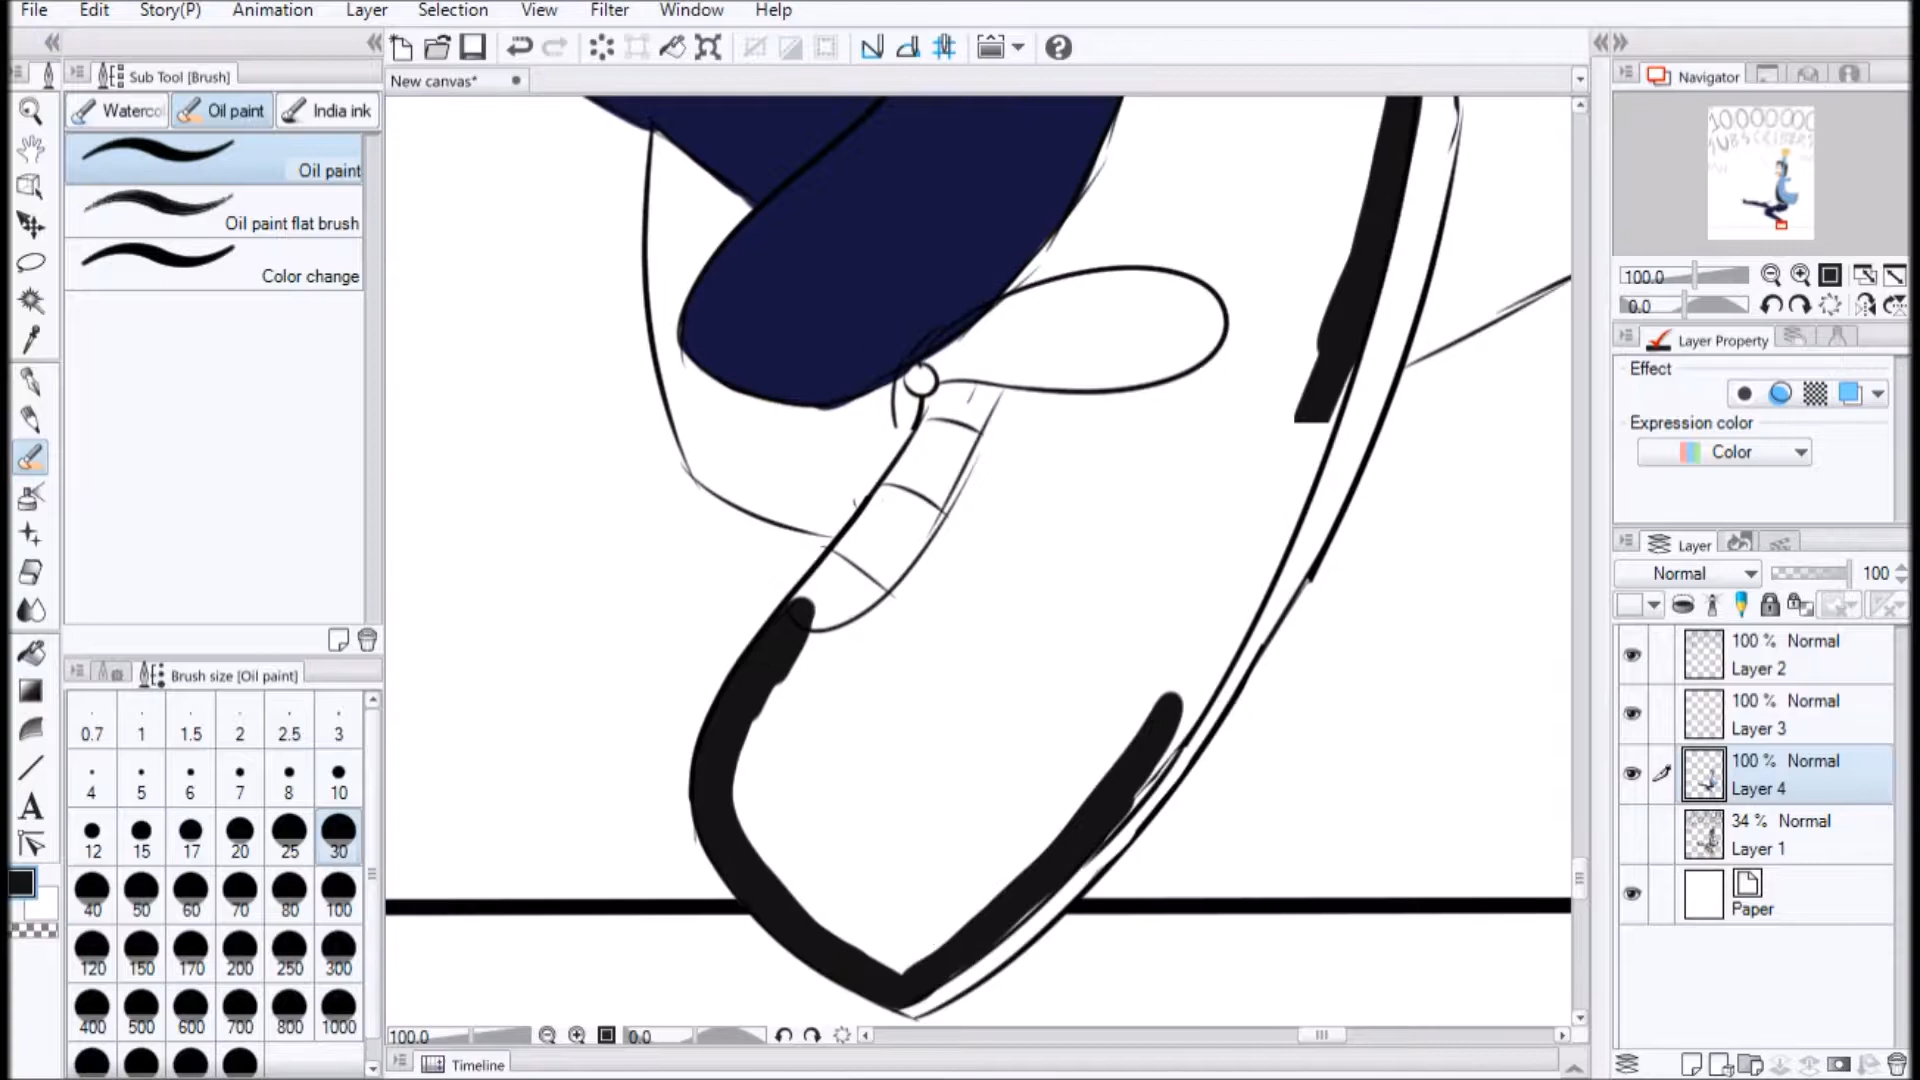 File Edit Story(P) Animation Layer Selection View Filter Window Help
Sub Tool [Brush]
New canvas*
Navigator
Oil paint India ink
Oil paint
Oil paint flat brush
Color change
10000000
100.0
0.0
Layer Property
Effect
Expression color
Color
Layer
Normal 100
100 % Normal
Layer 2
100 % Normal
Layer 3
100 % Normal
Layer 4
34 % Normal
Layer 1
Paper
Brush size [Oil paint]
0.7 1 1.5 2 2.5 3
4 5 6 7 8 10
12 15 17 20 25 30
40 50 60 70 80 100
120 150 170 200 250 300
400 500 600 700 800 1000
100.0 0.0
Timeline